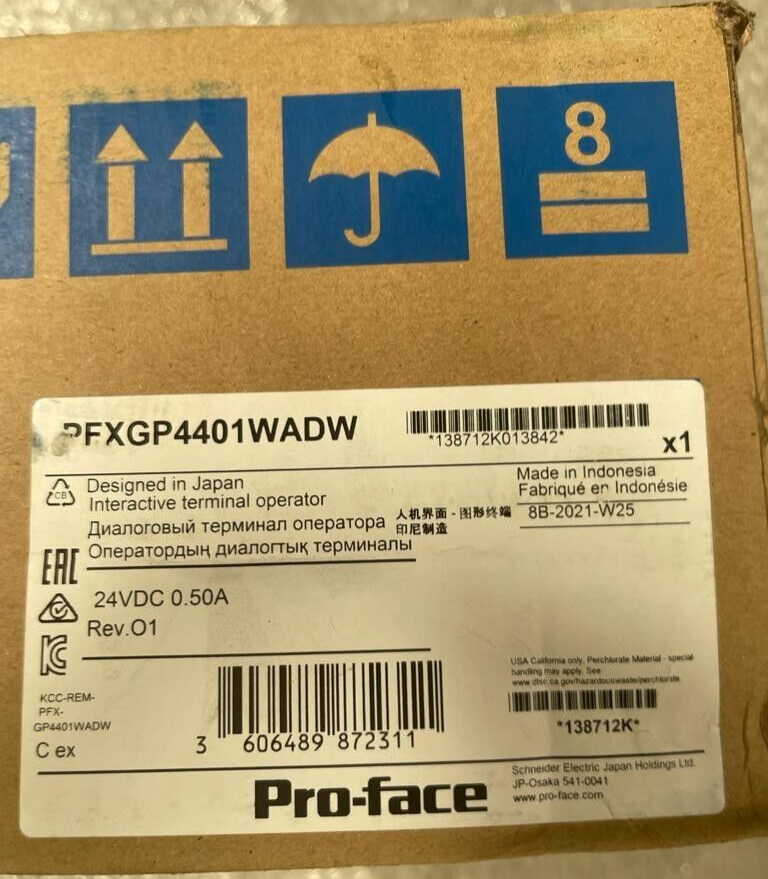 8
PFXGP4401WADW
*138712K013842*
x1
CB
Designed in Japan
Interactive terminal operator
Диалоговый терминал оператора
Оператордың диалогтық терминалы
人机界面 - 图形终端
印尼制造
Made in Indonesia
Fabriqué en Indonésie
8B-2021-W25
EAC
24VDC 0.50A
Rev.01
KCC-REM-
PFX-
GP4401WADW
C ex
3 606489 872311
USA California only, Perchlorate Material - special
handling may apply. See
www.dtsc.ca.gov/hazardouswaste/perchlorate.
*138712K*
Pro-face
Schneider Electric Japan Holdings Ltd.
JP-Osaka 541-0041
www.pro-face.com